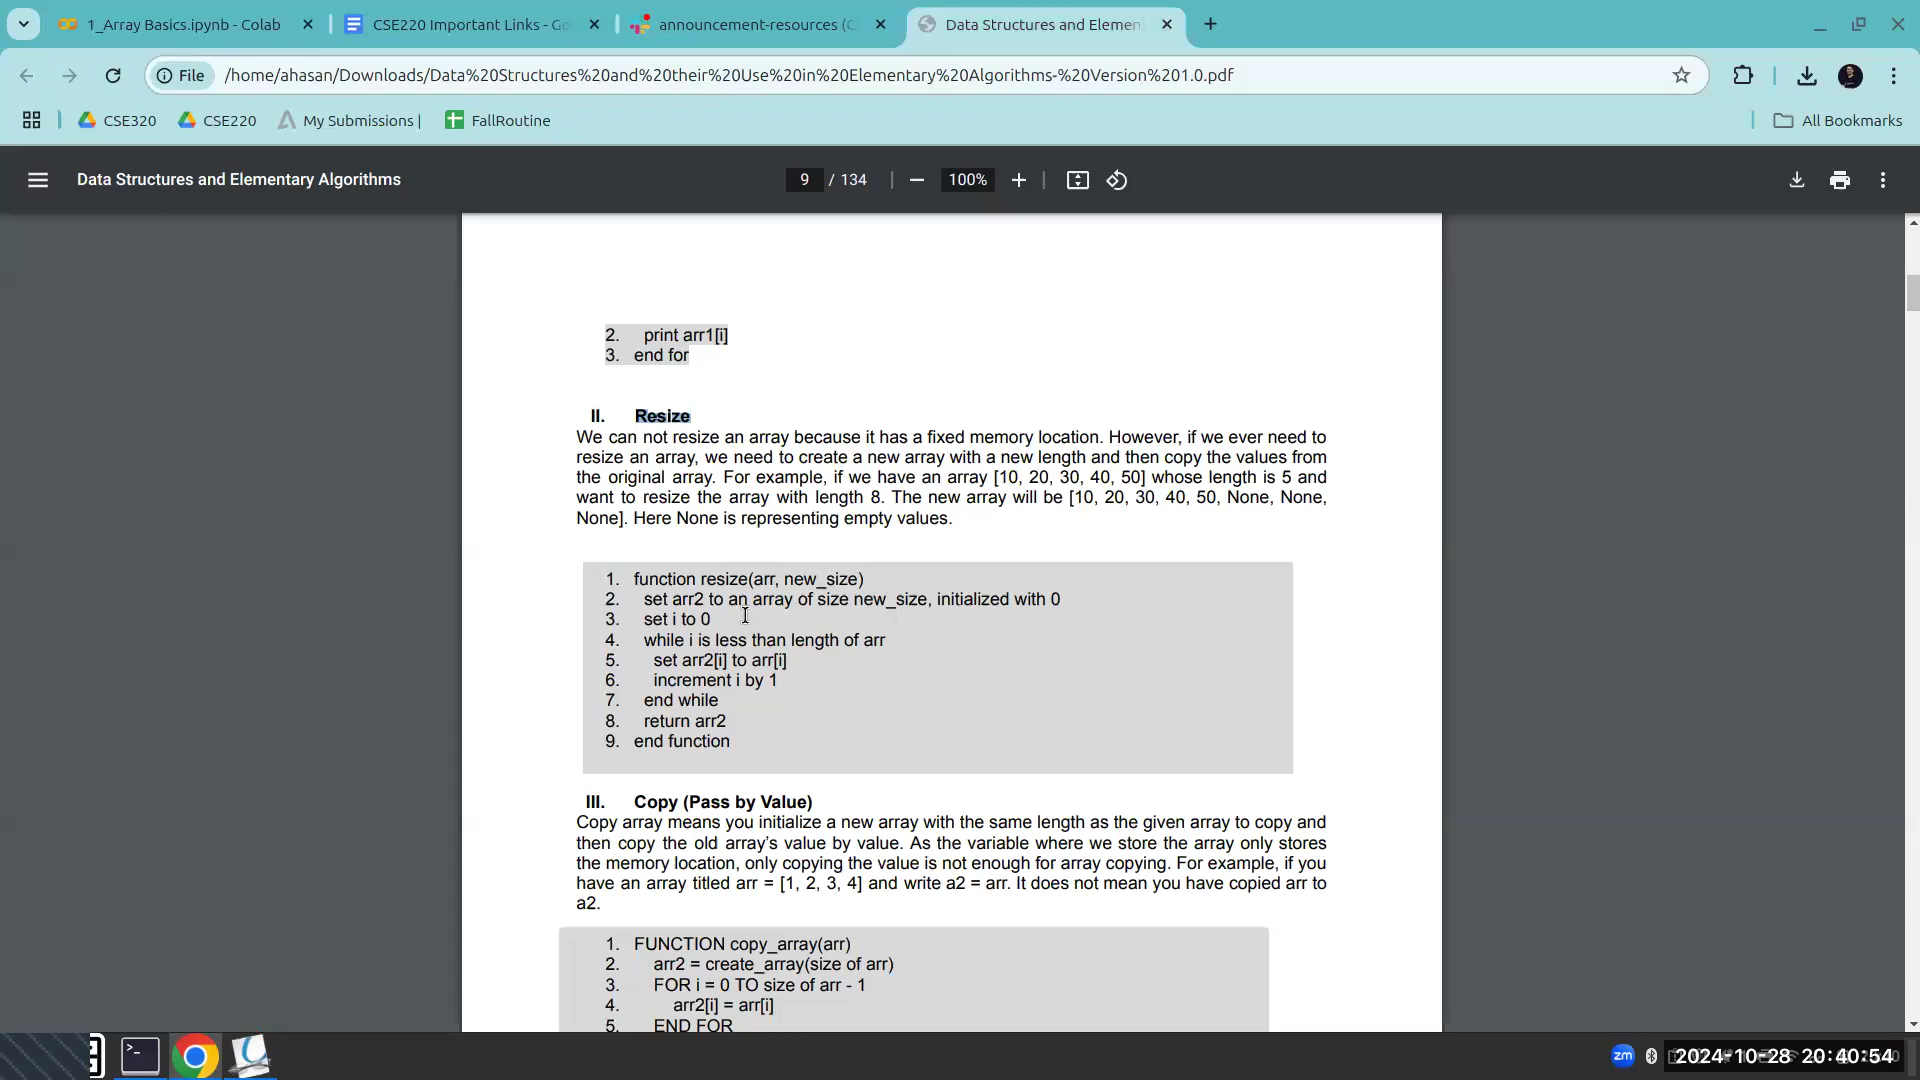 1_Array Basics.ipynb - Colab
CSE220 Important Links - Go
announcement-resources (C
Data Structures and Elemen
File
/home/ahasan/Downloads/Data%20Structures%20and%20their%20Use%20in%20Elementary%20Algorithms-%20Version%201.0.pdf
CSE320
CSE220
My Submissions |
FallRoutine
All Bookmarks
Data Structures and Elementary Algorithms
9 / 134
100%
2. print arr1[i]
3. end for
II. Resize
We can not resize an array because it has a fixed memory location. However, if we ever need to
resize an array, we need to create a new array with a new length and then copy the values from
the original array. For example, if we have an array [10, 20, 30, 40, 50] whose length is 5 and
want to resize the array with length 8. The new array will be [10, 20, 30, 40, 50, None, None,
None]. Here None is representing empty values.
1. function resize(arr, new_size)
2. set arr2 to an array of size new_size, initialized with 0
3. set i to 0
4. while i is less than length of arr
5. set arr2[i] to arr[i]
6. increment i by 1
7. end while
8. return arr2
9. end function
III. Copy (Pass by Value)
Copy array means you initialize a new array with the same length as the given array to copy and
then copy the old array's value by value. As the variable where we store the array only stores
the memory location, only copying the value is not enough for array copying. For example, if you
have an array titled arr = [1, 2, 3, 4] and write a2 = arr. It does not mean you have copied arr to
a2.
1. FUNCTION copy_array(arr)
2. arr2 = create_array(size of arr)
3. FOR i = 0 TO size of arr - 1
4. arr2[i] = arr[i]
5. END FOR
zm
2024-10-28 20:40:54